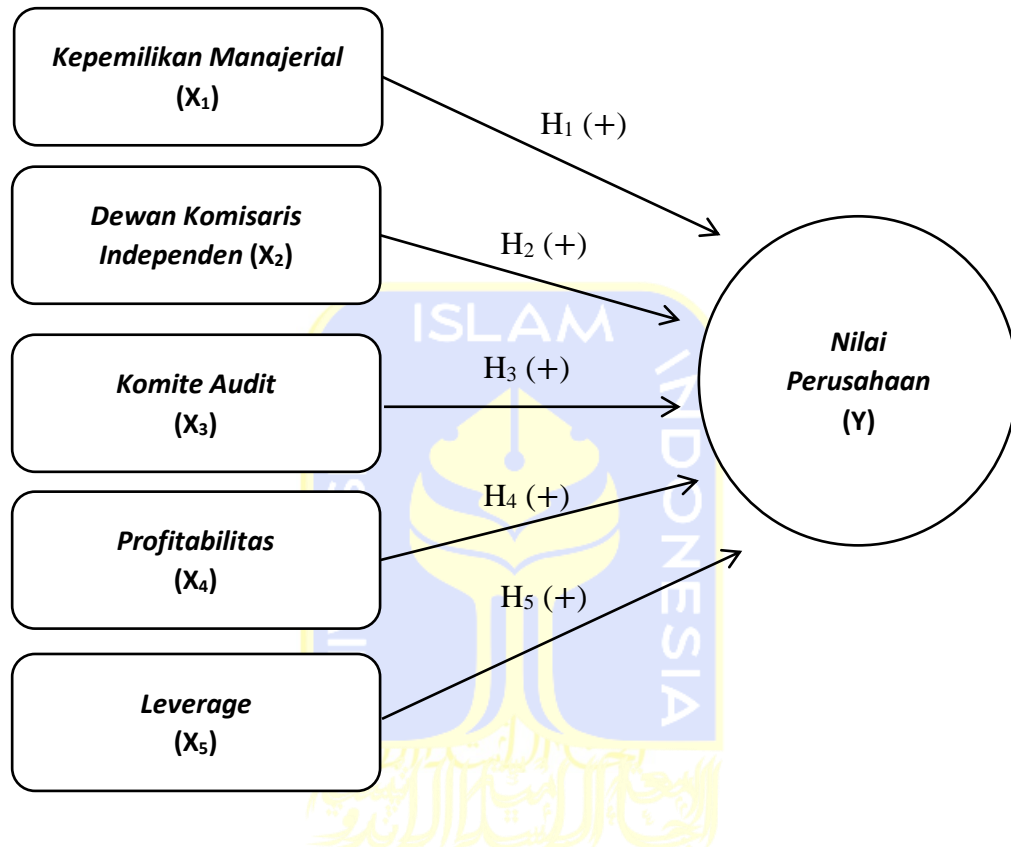 Kepemilikan Manajerial
(X₁)
H₁ (+)
Dewan Komisaris
Independen (X₂)
H₂ (+)
ISLAM
INDONESIA
Komite Audit
(X₃)
H₃ (+)
Nilai
Perusahaan
(Y)
Profitabilitas
(X₄)
H₄ (+)
Leverage
(X₅)
H₅ (+)